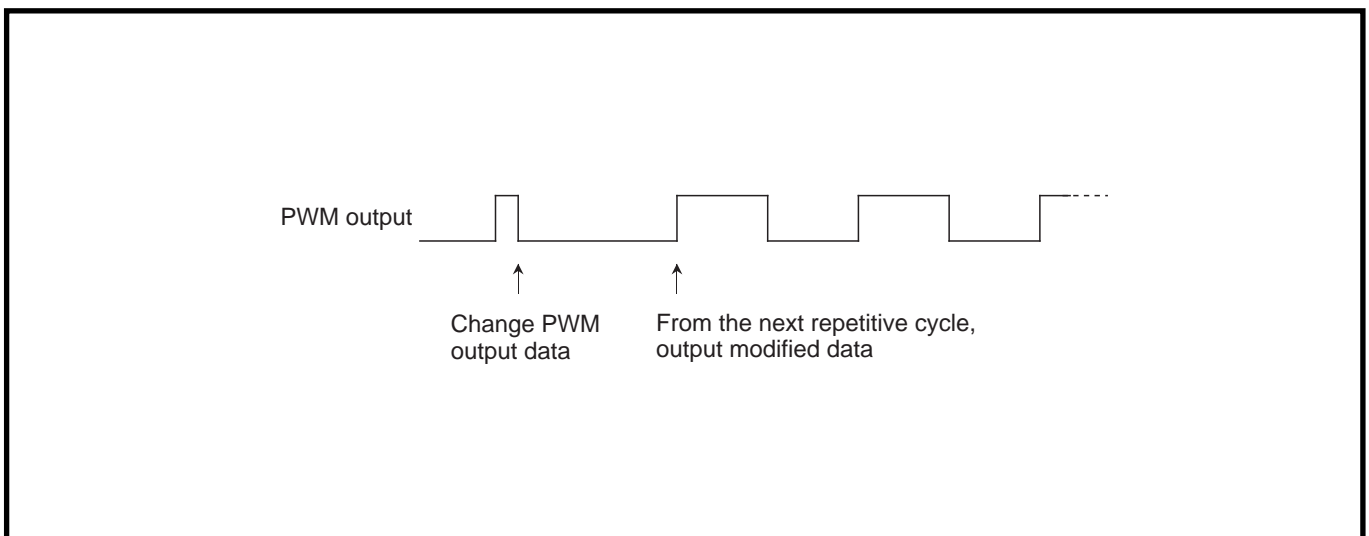 PWM output
Change PWM
output data
From the next repetitive cycle,
output modified data